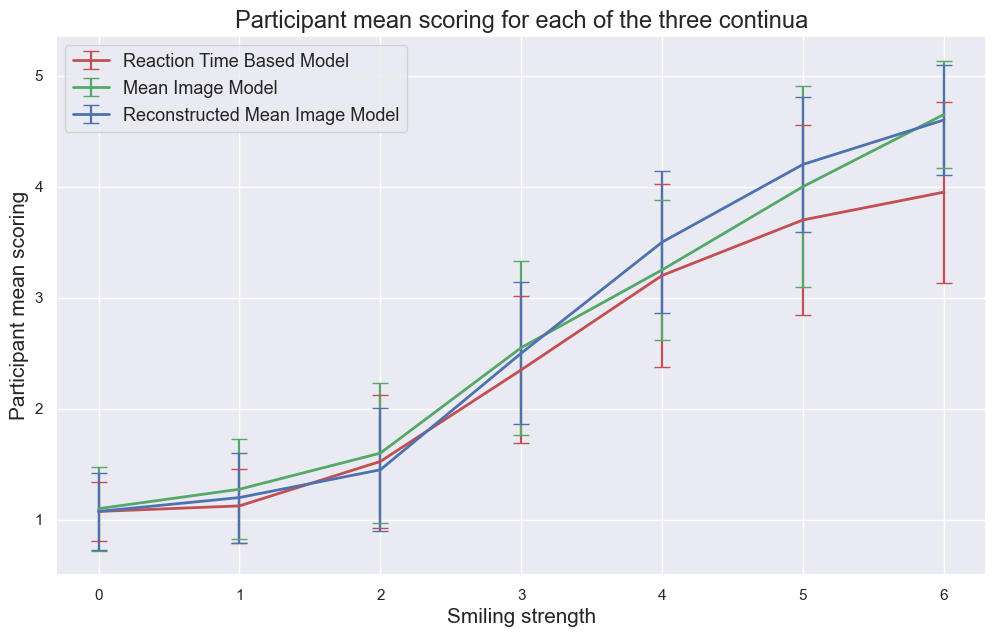 Participant mean scoring for each of the three continua
Reaction Time Based Model
Mean Image Model
Reconstructed Mean Image Model
Participant mean scoring
5
4
3
2
1
0 1 2 3 4 5 6
Smiling strength